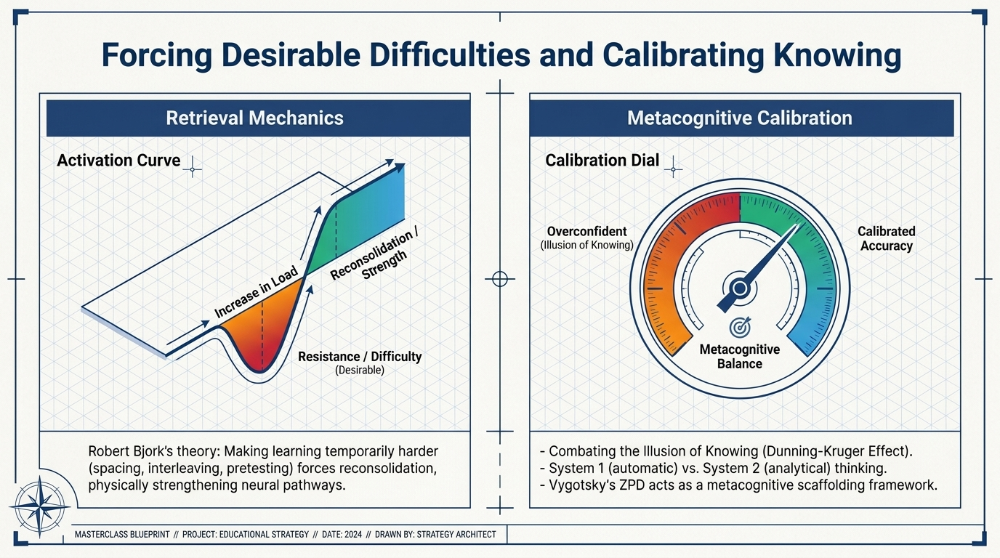 Forcing Desirable Difficulties and Calibrating Knowing
Retrieval Mechanics
Activation Curve
Increase in Load
Reconsolidation /
Strength
Resistance / Difficulty
(Desirable)
Robert Bjork's theory: Making learning temporarily harder
(spacing, interleaving, pretesting) forces reconsolidation,
physically strengthening neural pathways.
Metacognitive Calibration
Calibration Dial
Overconfident
(Illusion of Knowing)
Calibrated
Accuracy
Metacognitive
Balance
- Combating the Illusion of Knowing (Dunning-Kruger Effect).
- System 1 (automatic) vs. System 2 (analytical) thinking.
- Vygotsky's ZPD acts as a metacognitive scaffolding framework.
MASTERCLASS BLUEPRINT // PROJECT: EDUCATIONAL STRATEGY // DATE: 2024 // DRAWN BY: STRATEGY ARCHITECT